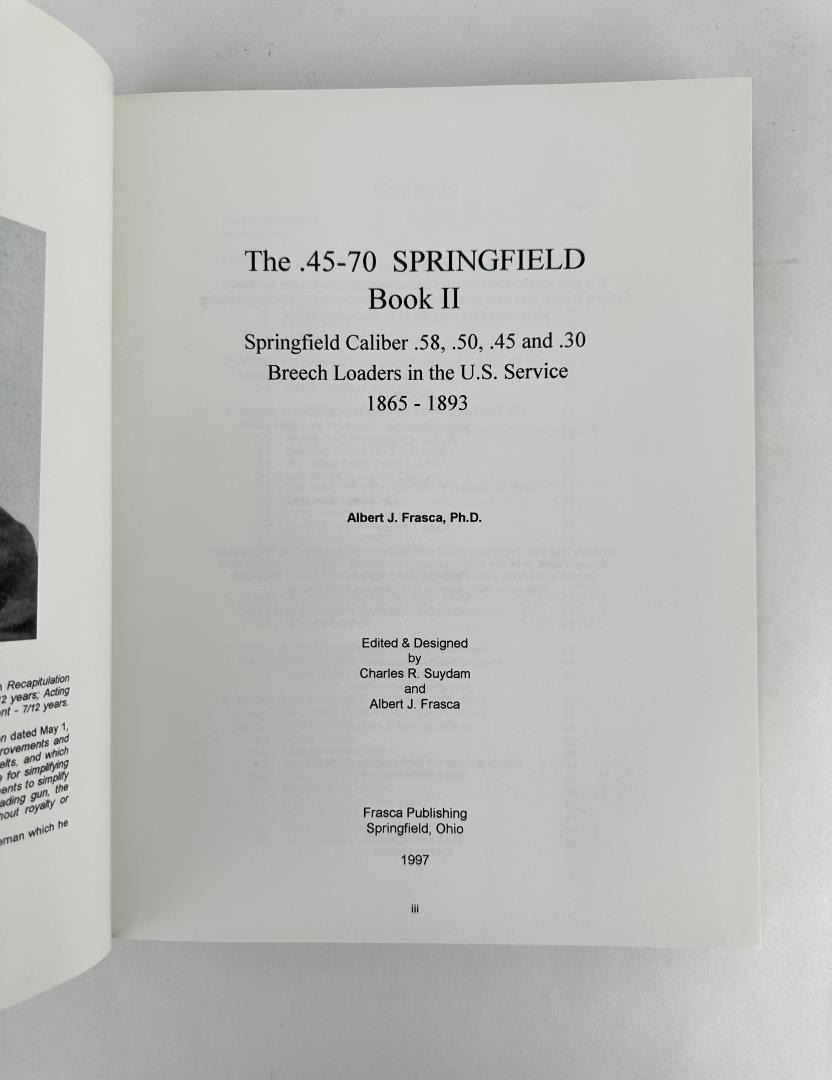 Recapitulation
2 years; Acting
nt - 7/12 years.
n dated May 1,
rovements and
elts, and which
for simplifying
ents to simplify
ading gun, the
hout royalty or
eman which he
The .45-70 SPRINGFIELD
Book II
Springfield Caliber .58, .50, .45 and .30
Breech Loaders in the U.S. Service
1865 - 1893
Albert J. Frasca, Ph.D.
Edited & Designed
by
Charles R. Suydam
and
Albert J. Frasca
Frasca Publishing
Springfield, Ohio
1997
iii